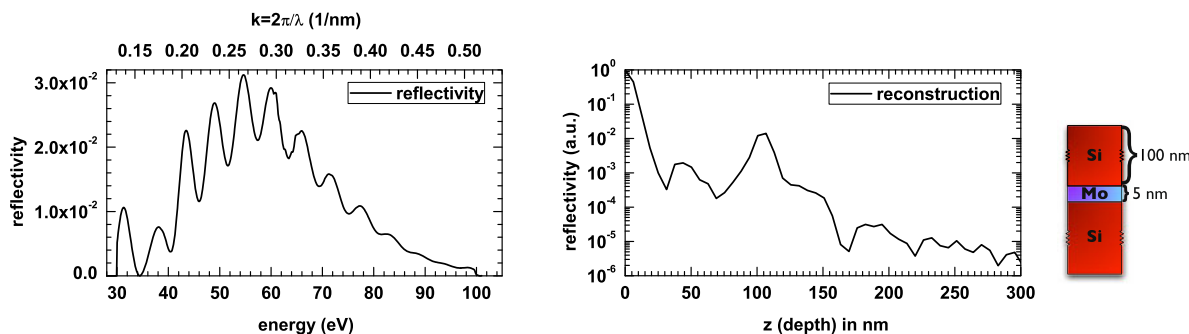 k=2π/λ (1/nm)
0.15 0.20 0.25 0.30 0.35 0.40 0.45 0.50
3.0x10⁻²
2.0x10⁻²
1.0x10⁻²
0.0
reflectivity
reflectivity
30 40 50 60 70 80 90 100
energy (eV)
10⁰
10⁻¹
10⁻²
10⁻³
10⁻⁴
10⁻⁵
10⁻⁶
reflectivity (a.u.)
reconstruction
0 50 100 150 200 250 300
z (depth) in nm
Si
100 nm
Mo
5 nm
Si